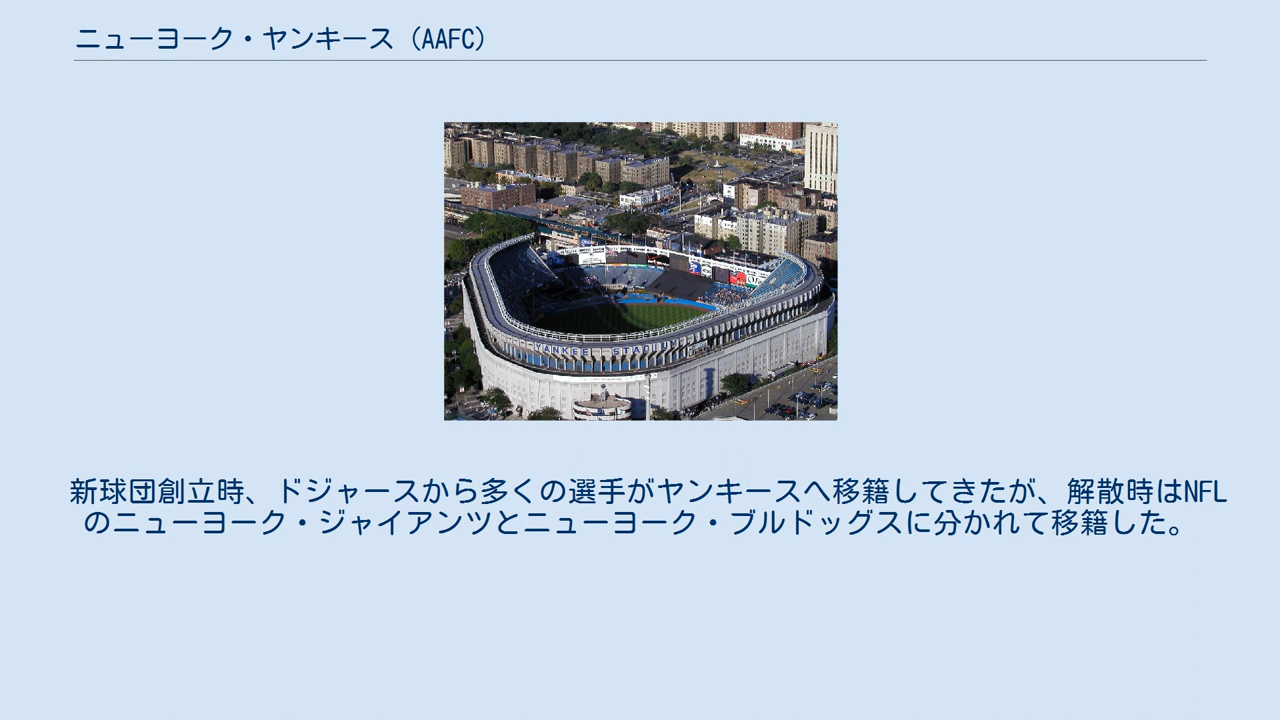 ニューヨーク・ヤンキース（AAFC）
YANKEE STADIUM
新球団創立時、ドジャースから多くの選手がヤンキースへ移籍してきたが、解散時はNFL
のニューヨーク・ジャイアンツとニューヨーク・ブルドッグスに分かれて移籍した。